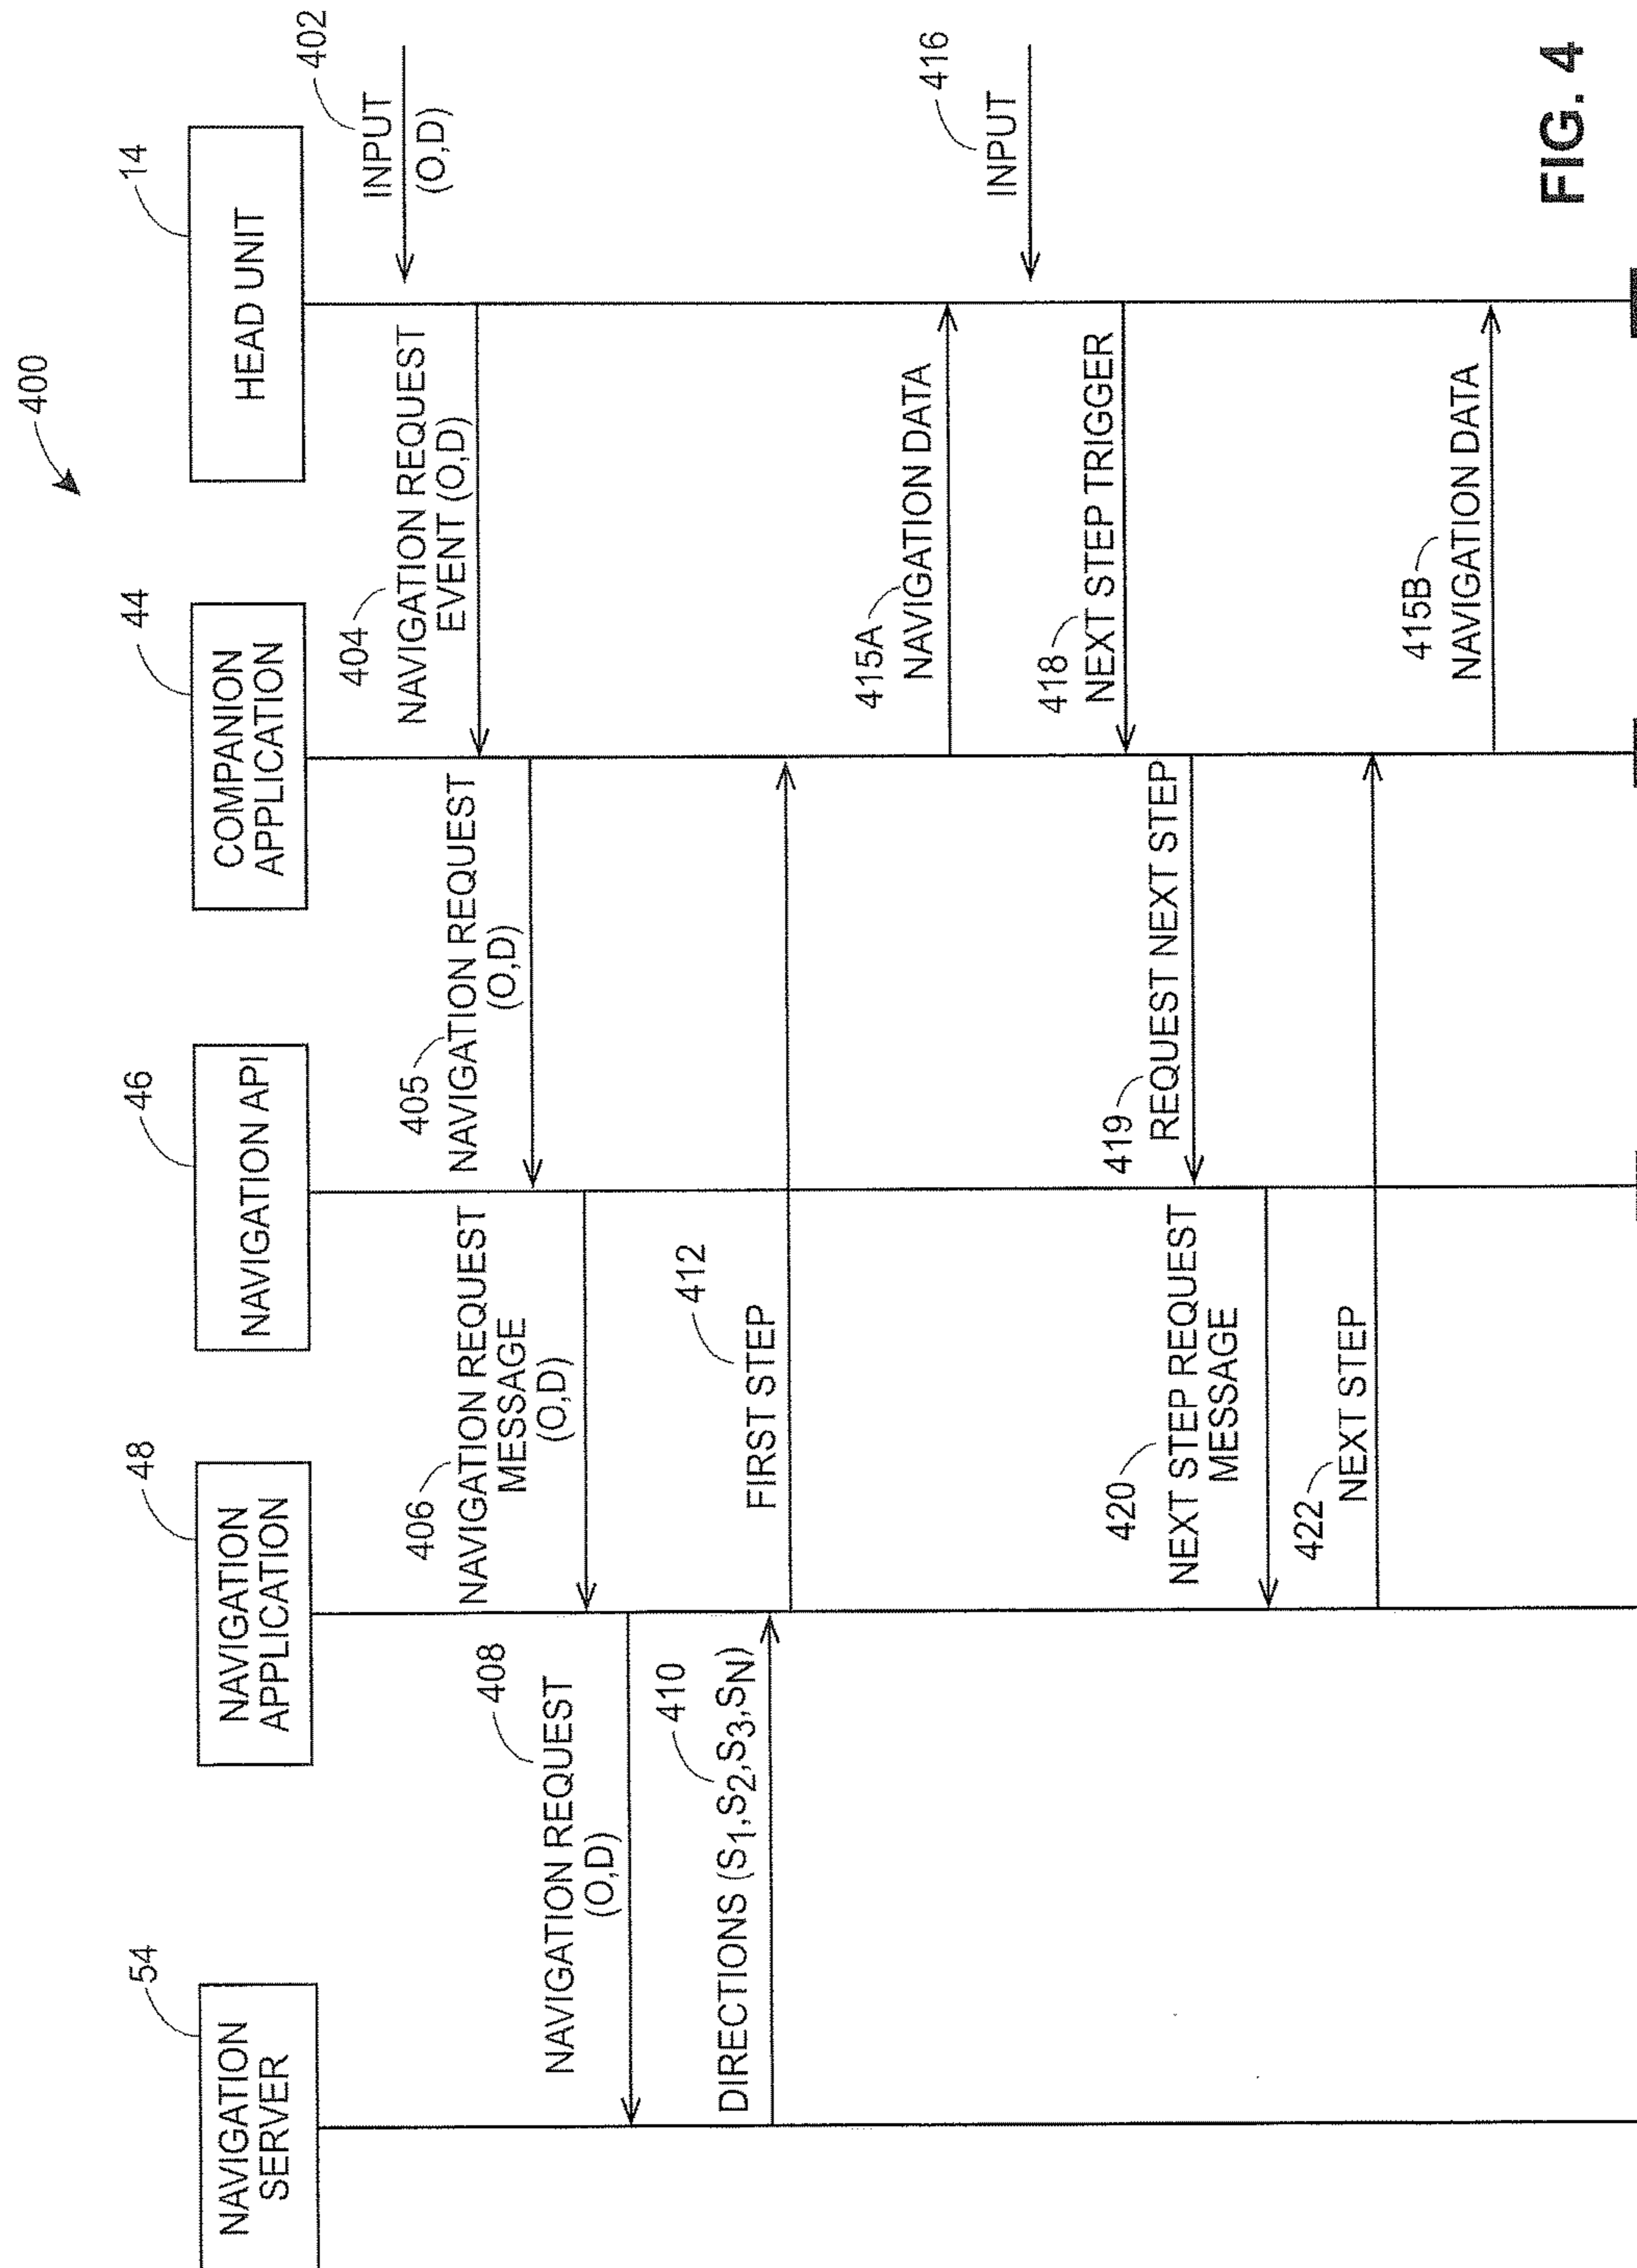 400
54
NAVIGATION
SERVER
48
NAVIGATION
APPLICATION
46
NAVIGATION API
44
COMPANION
APPLICATION
14
HEAD UNIT
402
INPUT
(O,D)
404
NAVIGATION REQUEST
EVENT (O,D)
405
NAVIGATION REQUEST
(O,D)
406
NAVIGATION REQUEST
MESSAGE
(O,D)
408
NAVIGATION REQUEST
(O,D)
410
DIRECTIONS (S1,S2,S3,SN)
412
FIRST STEP
415A
NAVIGATION DATA
416
INPUT
418
NEXT STEP TRIGGER
419
REQUEST NEXT STEP
420
NEXT STEP REQUEST
MESSAGE
422
NEXT STEP
415B
NAVIGATION DATA
FIG. 4